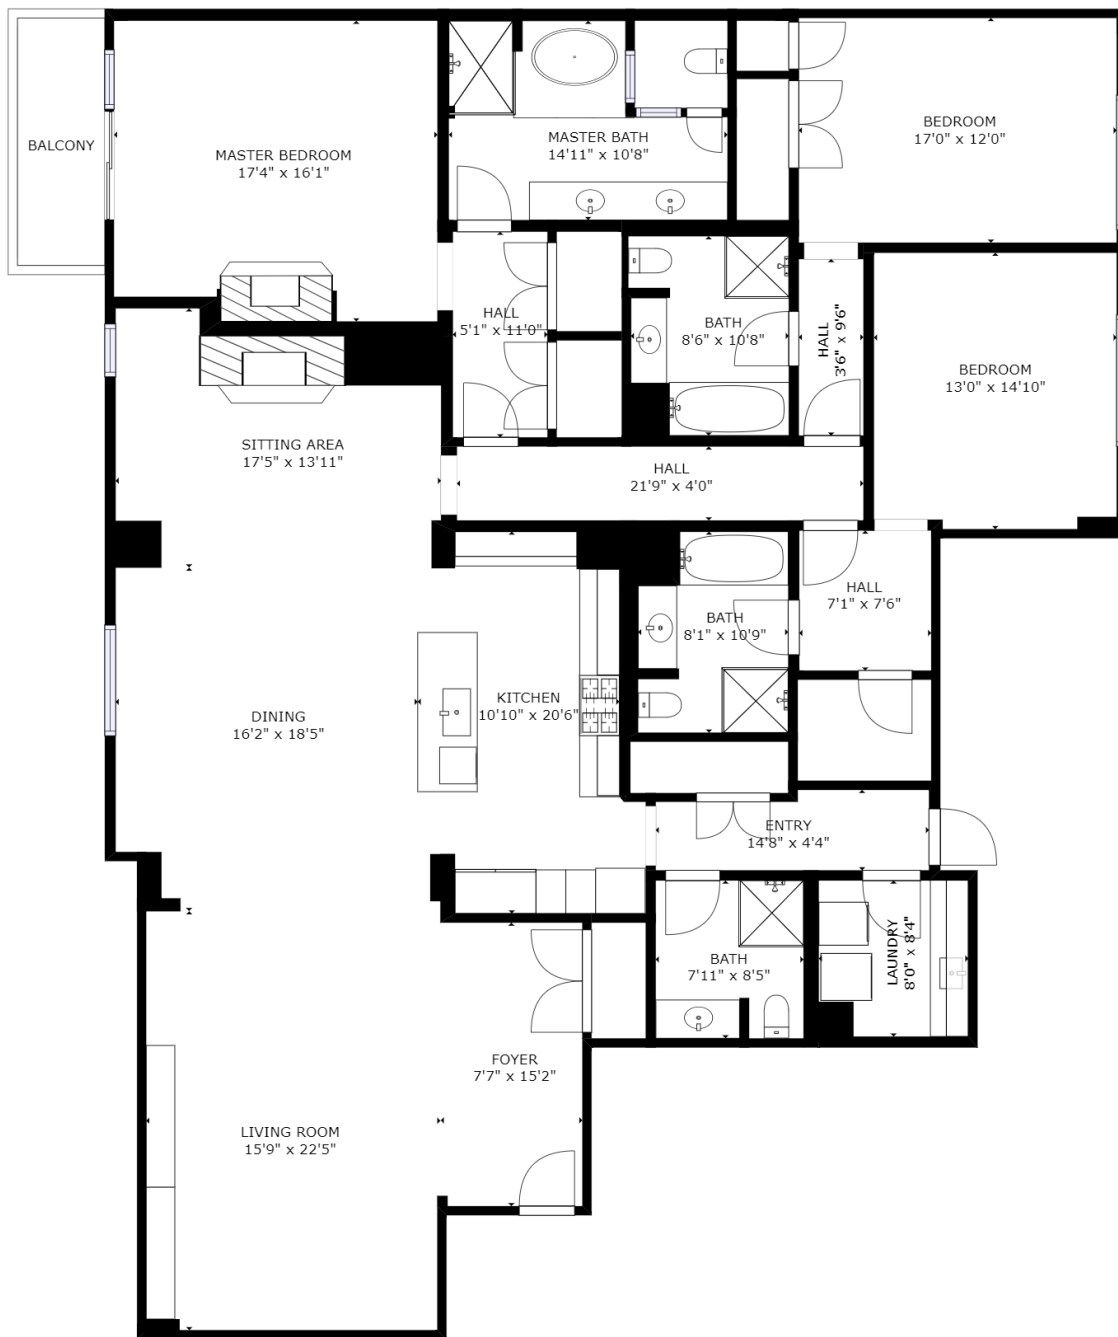 BALCONY
MASTER BEDROOM
17'4" x 16'1"
MASTER BATH
14'11" x 10'8"
BEDROOM
17'0" x 12'0"
HALL
5'1" x 11'0"
BATH
8'6" x 10'8"
HALL
3'6" x 9'6"
BEDROOM
13'0" x 14'10"
SITTING AREA
17'5" x 13'11"
HALL
21'9" x 4'0"
HALL
7'1" x 7'6"
BATH
8'1" x 10'9"
KITCHEN
10'10" x 20'6"
DINING
16'2" x 18'5"
ENTRY
14'8" x 4'4"
BATH
7'11" x 8'5"
LAUNDRY
8'0" x 8'4"
FOYER
7'7" x 15'2"
LIVING ROOM
15'9" x 22'5"